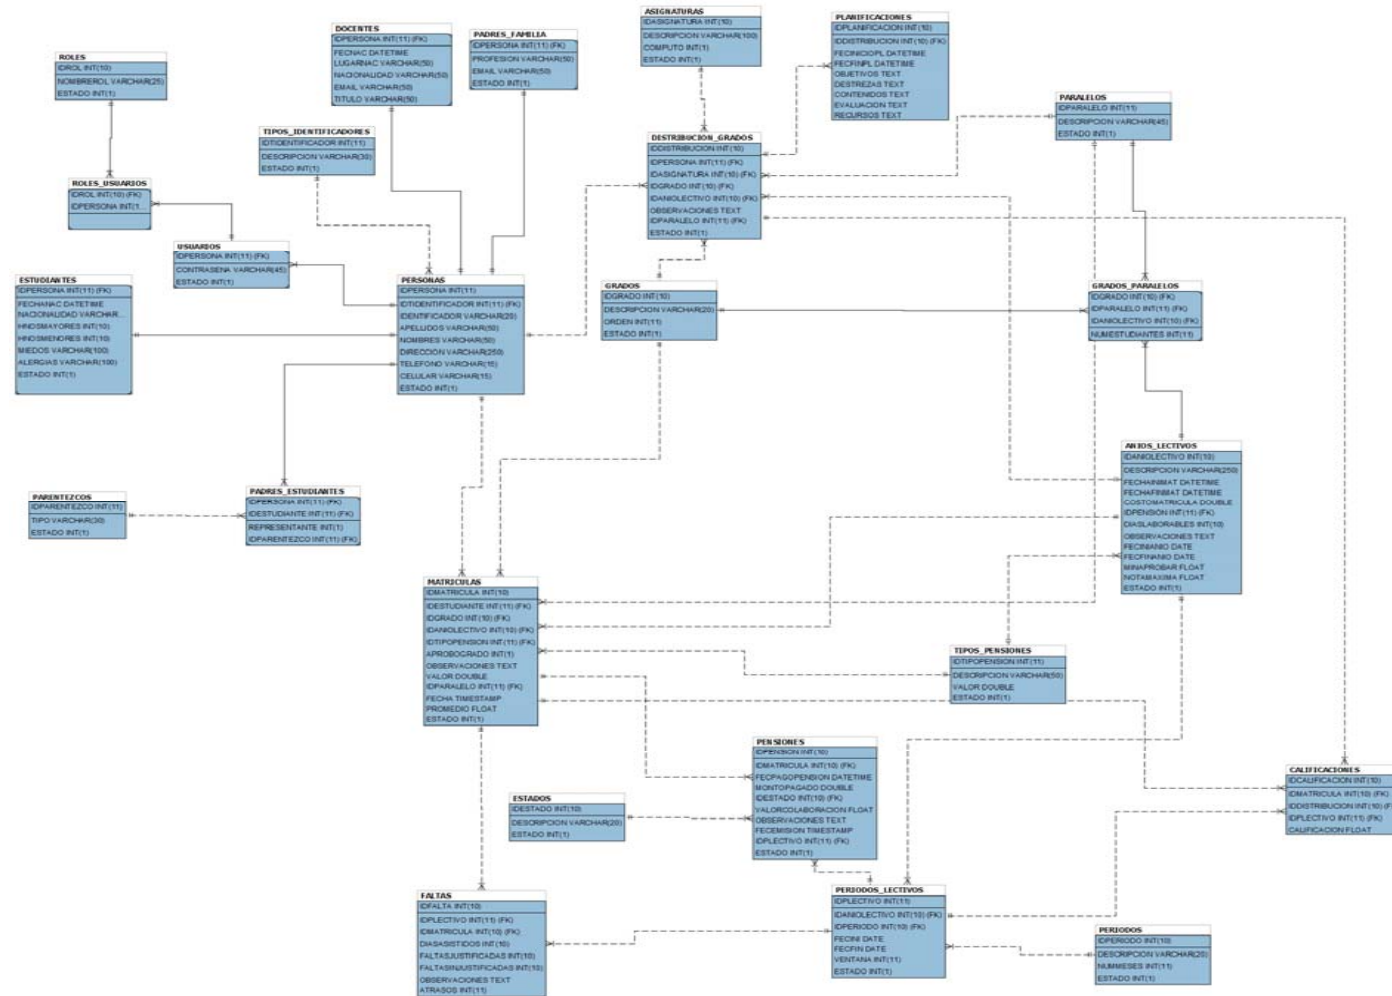 ROLES
IDROL INT(10)
NOMBREROL VARCHAR(25)
ESTADO INT(1)
DOCENTES
IDPERSONA INT(11) (FK)
FECNAC DATETIME
LUGARNAC VARCHAR(50)
NACIONALIDAD VARCHAR(50)
EMAIL VARCHAR(50)
TITULO VARCHAR(50)
PADRES_FAMILIA
IDPERSONA INT(11) (FK)
PROFESION VARCHAR(50)
EMAIL VARCHAR(50)
ESTADO INT(1)
ASIGNATURAS
IDASIGNATURA INT(10)
DESCRIPCION VARCHAR(100)
COMPUTO INT(1)
ESTADO INT(1)
PLANIFICACIONES
IDPLANIFICACION INT(10)
IDDISTRIBUCION INT(10) (FK)
FECINICIOPL DATETIME
FECFINPL DATETIME
OBJETIVOS TEXT
DESTREZAS TEXT
CONTENIDOS TEXT
EVALUACION TEXT
RECURSOS TEXT
PARALELOS
IDPARALELO INT(11)
DESCRIPCION VARCHAR(45)
ESTADO INT(1)
TIPOS_IDENTIFICADORES
IDTIDENTIFICADOR INT(11)
DESCRIPCION VARCHAR(30)
ESTADO INT(1)
DISTRIBUCION_GRADOS
IDDISTRIBUCION INT(10)
IDPERSONA INT(11) (FK)
IDASIGNATURA INT(10) (FK)
IDGRADO INT(10) (FK)
IDANIOLECTIVO INT(10) (FK)
OBSERVACIONES TEXT
IDPARALELO INT(11) (FK)
ESTADO INT(1)
ROLES_USUARIOS
IDROL INT(10) (FK)
IDPERSONA INT(1...
USUARIOS
IDPERSONA INT(11) (FK)
CONTRASENA VARCHAR(45)
ESTADO INT(1)
ESTUDIANTES
IDPERSONA INT(11) (FK)
FECHANAC DATETIME
NACIONALIDAD VARCHAR...
HNOSMAYORES INT(10)
HNOSMENORES INT(10)
MIEDOS VARCHAR(100)
ALERGIAS VARCHAR(100)
ESTADO INT(1)
PERSONAS
IDPERSONA INT(11)
IDTIDENTIFICADOR INT(11) (FK)
IDENTIFICADOR VARCHAR(20)
APELLIDOS VARCHAR(50)
NOMBRES VARCHAR(50)
DIRECCION VARCHAR(250)
TELEFONO VARCHAR(15)
CELULAR VARCHAR(15)
ESTADO INT(1)
GRADOS
IDGRADO INT(10)
DESCRIPCION VARCHAR(20)
ORDEN INT(11)
ESTADO INT(1)
GRADOS_PARALELOS
IDGRADO INT(10) (FK)
IDPARALELO INT(11) (FK)
IDANIOLECTIVO INT(10) (FK)
NUMESTUDIANTES INT(11)
ANIOS_LECTIVOS
IDANIOLECTIVO INT(10)
DESCRIPCION VARCHAR(250)
FECHAINIMAT DATETIME
FECHAFINMAT DATETIME
COSTOMATRICULA DOUBLE
IDPENSION INT(11) (FK)
DIASLABORABLES INT(10)
OBSERVACIONES TEXT
FECINIANIO DATE
FECFINANIO DATE
MINAPROBAR FLOAT
NOTAMAXIMA FLOAT
ESTADO INT(1)
PARENTEZCOS
IDPARENTEZCO INT(11)
TIPO VARCHAR(30)
ESTADO INT(1)
PADRES_ESTUDIANTES
IDPERSONA INT(11) (FK)
IDESTUDIANTE INT(11) (FK)
REPRESENTANTE INT(1)
IDPARENTEZCO INT(11) (FK)
MATRICULAS
IDMATRICULA INT(10)
IDESTUDIANTE INT(11) (FK)
IDGRADO INT(10) (FK)
IDANIOLECTIVO INT(10) (FK)
IDTIPOPENSION INT(11) (FK)
APROBOGRADO INT(1)
OBSERVACIONES TEXT
VALOR DOUBLE
IDPARALELO INT(11) (FK)
FECHA TIMESTAMP
PROMEDIO FLOAT
ESTADO INT(1)
TIPOS_PENSIONES
IDTIPOPENSION INT(11)
DESCRIPCION VARCHAR(50)
VALOR DOUBLE
ESTADO INT(1)
PENSIONES
IDPENSION INT(10)
IDMATRICULA INT(10) (FK)
FECPAGOPENSION DATETIME
MONTOPAGADO DOUBLE
IDESTADO INT(10) (FK)
VALORCOLABORACION FLOAT
OBSERVACIONES TEXT
FECEMISION TIMESTAMP
IDPLECTIVO INT(11) (FK)
ESTADO INT(1)
CALIFICACIONES
IDCALIFICACION INT(10)
IDMATRICULA INT(10) (FK)
IDDISTRIBUCION INT(10) (F
IDPLECTIVO INT(11) (FK)
CALIFICACION FLOAT
ESTADOS
IDESTADO INT(10)
DESCRIPCION VARCHAR(20)
ESTADO INT(1)
FALTAS
IDFALTA INT(10)
IDPLECTIVO INT(11) (FK)
IDMATRICULA INT(10) (FK)
DIASASISTIDOS INT(10)
FALTASJUSTIFICADAS INT(10)
FALTASINJUSTIFICADAS INT(10)
OBSERVACIONES TEXT
ATRASOS INT(11)
PERIODOS_LECTIVOS
IDPLECTIVO INT(11)
IDANIOLECTIVO INT(10) (FK)
IDPERIODO INT(10) (FK)
FECINI DATE
FECFIN DATE
VENTANA INT(11)
ESTADO INT(1)
PERIODOS
IDPERIODO INT(10)
DESCRIPCION VARCHAR(20)
NUMMESES INT(11)
ESTADO INT(1)